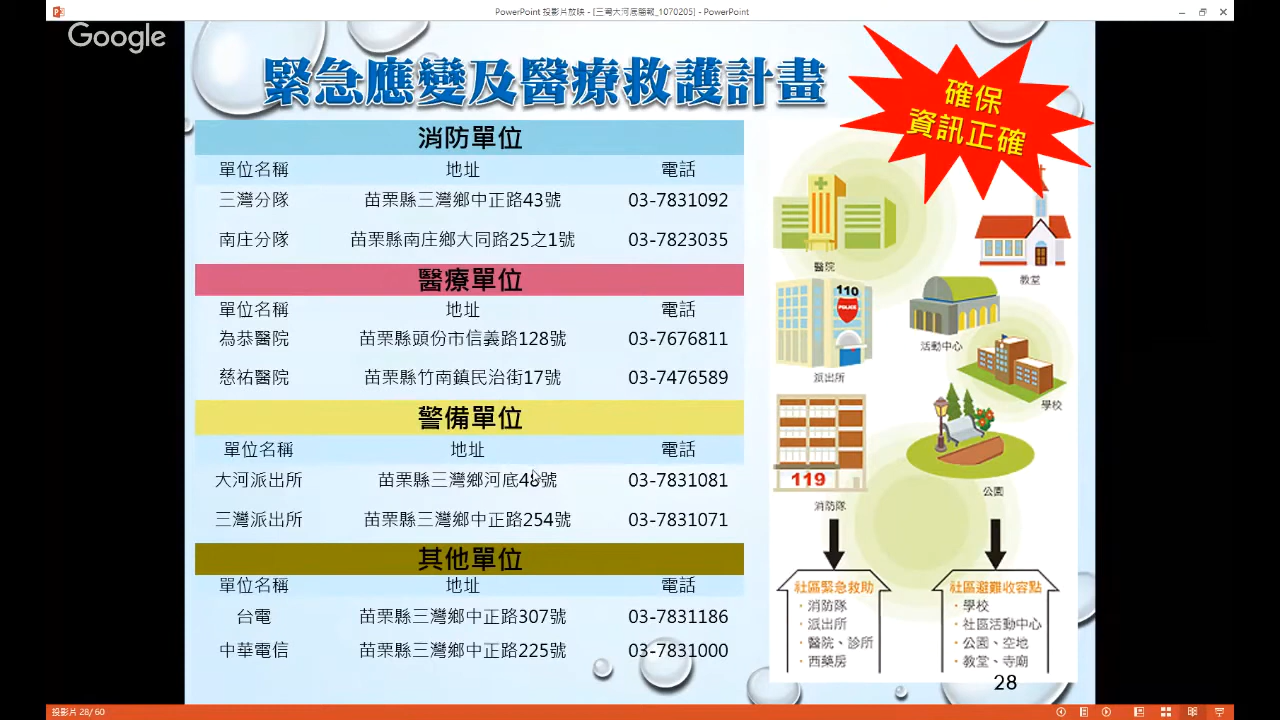 PowerPoint 投影片放映 - [三灣大河底簡報_1070205] - PowerPoint
Google
緊急應變及醫療救護計畫
確保
資訊正確
消防單位
單位名稱 地址 電話
三灣分隊 苗栗縣三灣鄉中正路43號 03-7831092
南庄分隊 苗栗縣南庄鄉大同路25之1號 03-7823035
醫療單位
單位名稱 地址 電話
為恭醫院 苗栗縣頭份市信義路128號 03-7676811
慈祐醫院 苗栗縣竹南鎮民治街17號 03-7476589
警備單位
單位名稱 地址 電話
大河派出所 苗栗縣三灣鄉河底48號 03-7831081
三灣派出所 苗栗縣三灣鄉中正路254號 03-7831071
其他單位
單位名稱 地址 電話
台電 苗栗縣三灣鄉中正路307號 03-7831186
中華電信 苗栗縣三灣鄉中正路225號 03-7831000
醫院
教堂
110
POLICE
活動中心
派出所
學校
119
公園
消防隊
社區緊急救助
・消防隊
・派出所
・醫院、診所
・西藥房
社區避難收容點
・學校
・社區活動中心
・公園、空地
・教堂、寺廟
28
投影片 28/60